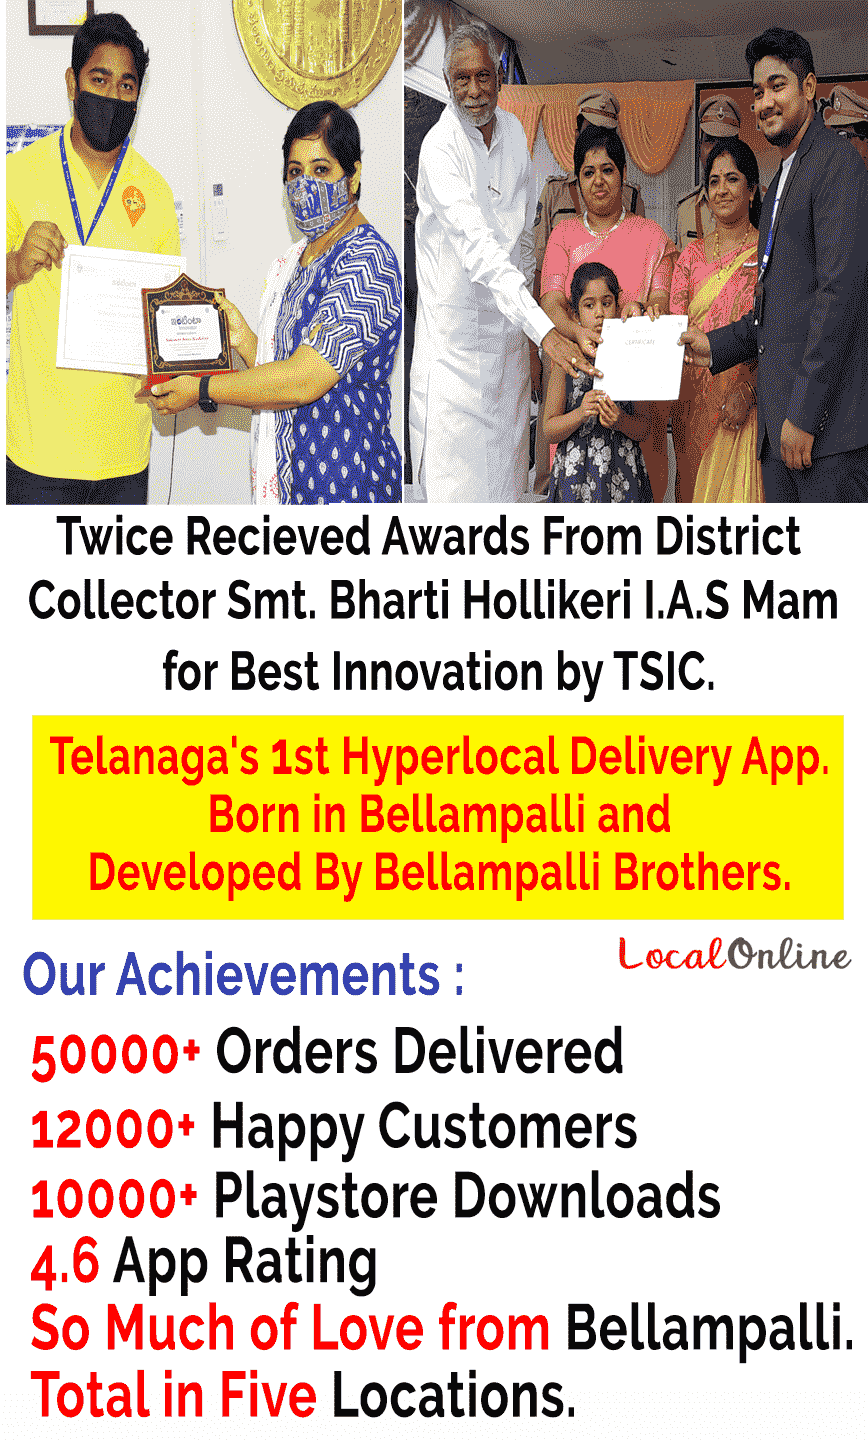 ఇంటింటా
CERTIFICATE
Twice Recieved Awards From District
Collector Smt. Bharti Hollikeri I.A.S Mam
for Best Innovation by TSIC.
Telanaga's 1st Hyperlocal Delivery App.
Born in Bellampalli and
Developed By Bellampalli Brothers.
LocalOnline
Our Achievements :
50000+ Orders Delivered
12000+ Happy Customers
10000+ Playstore Downloads
4.6 App Rating
So Much of Love from Bellampalli.
Total in Five Locations.